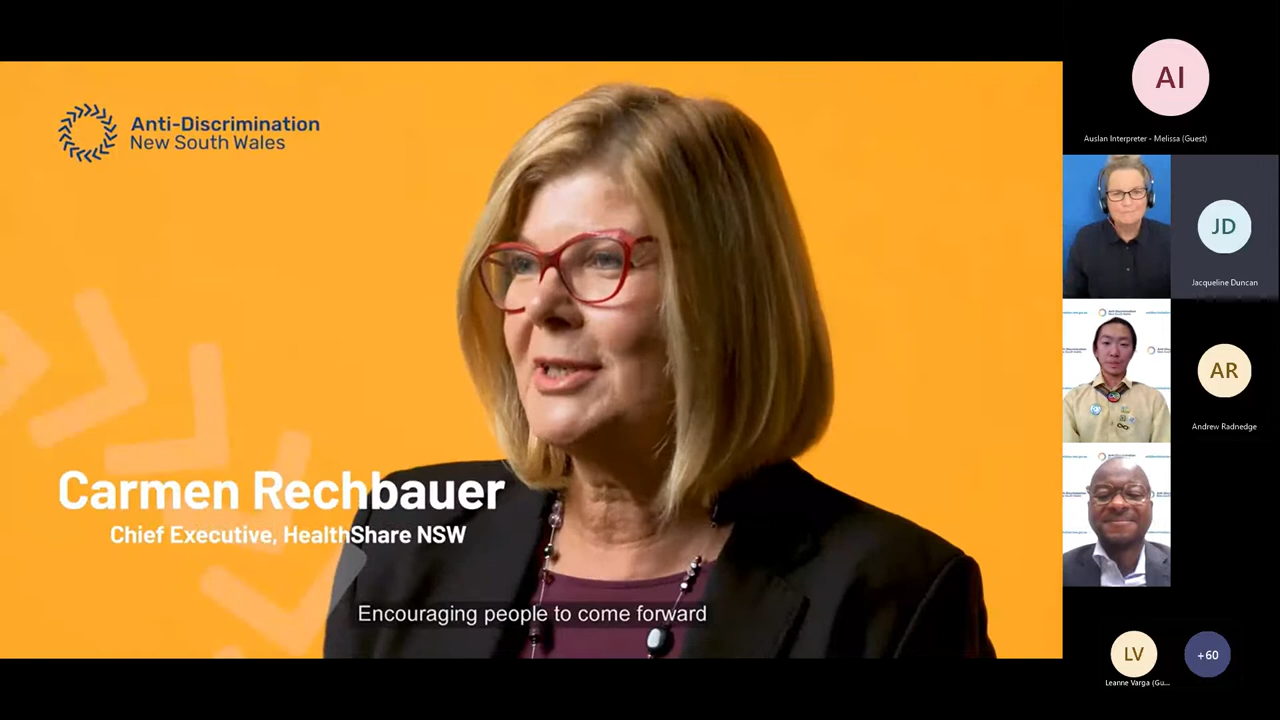 Anti-Discrimination
New South Wales
Carmen Rechbauer
Chief Executive, HealthShare NSW
Encouraging people to come forward
AI
Auslan Interpreter - Melissa (Guest)
JD
Jacqueline Duncan
AR
Andrew Radnedge
LV
Leanne Varga (Gu...
+60